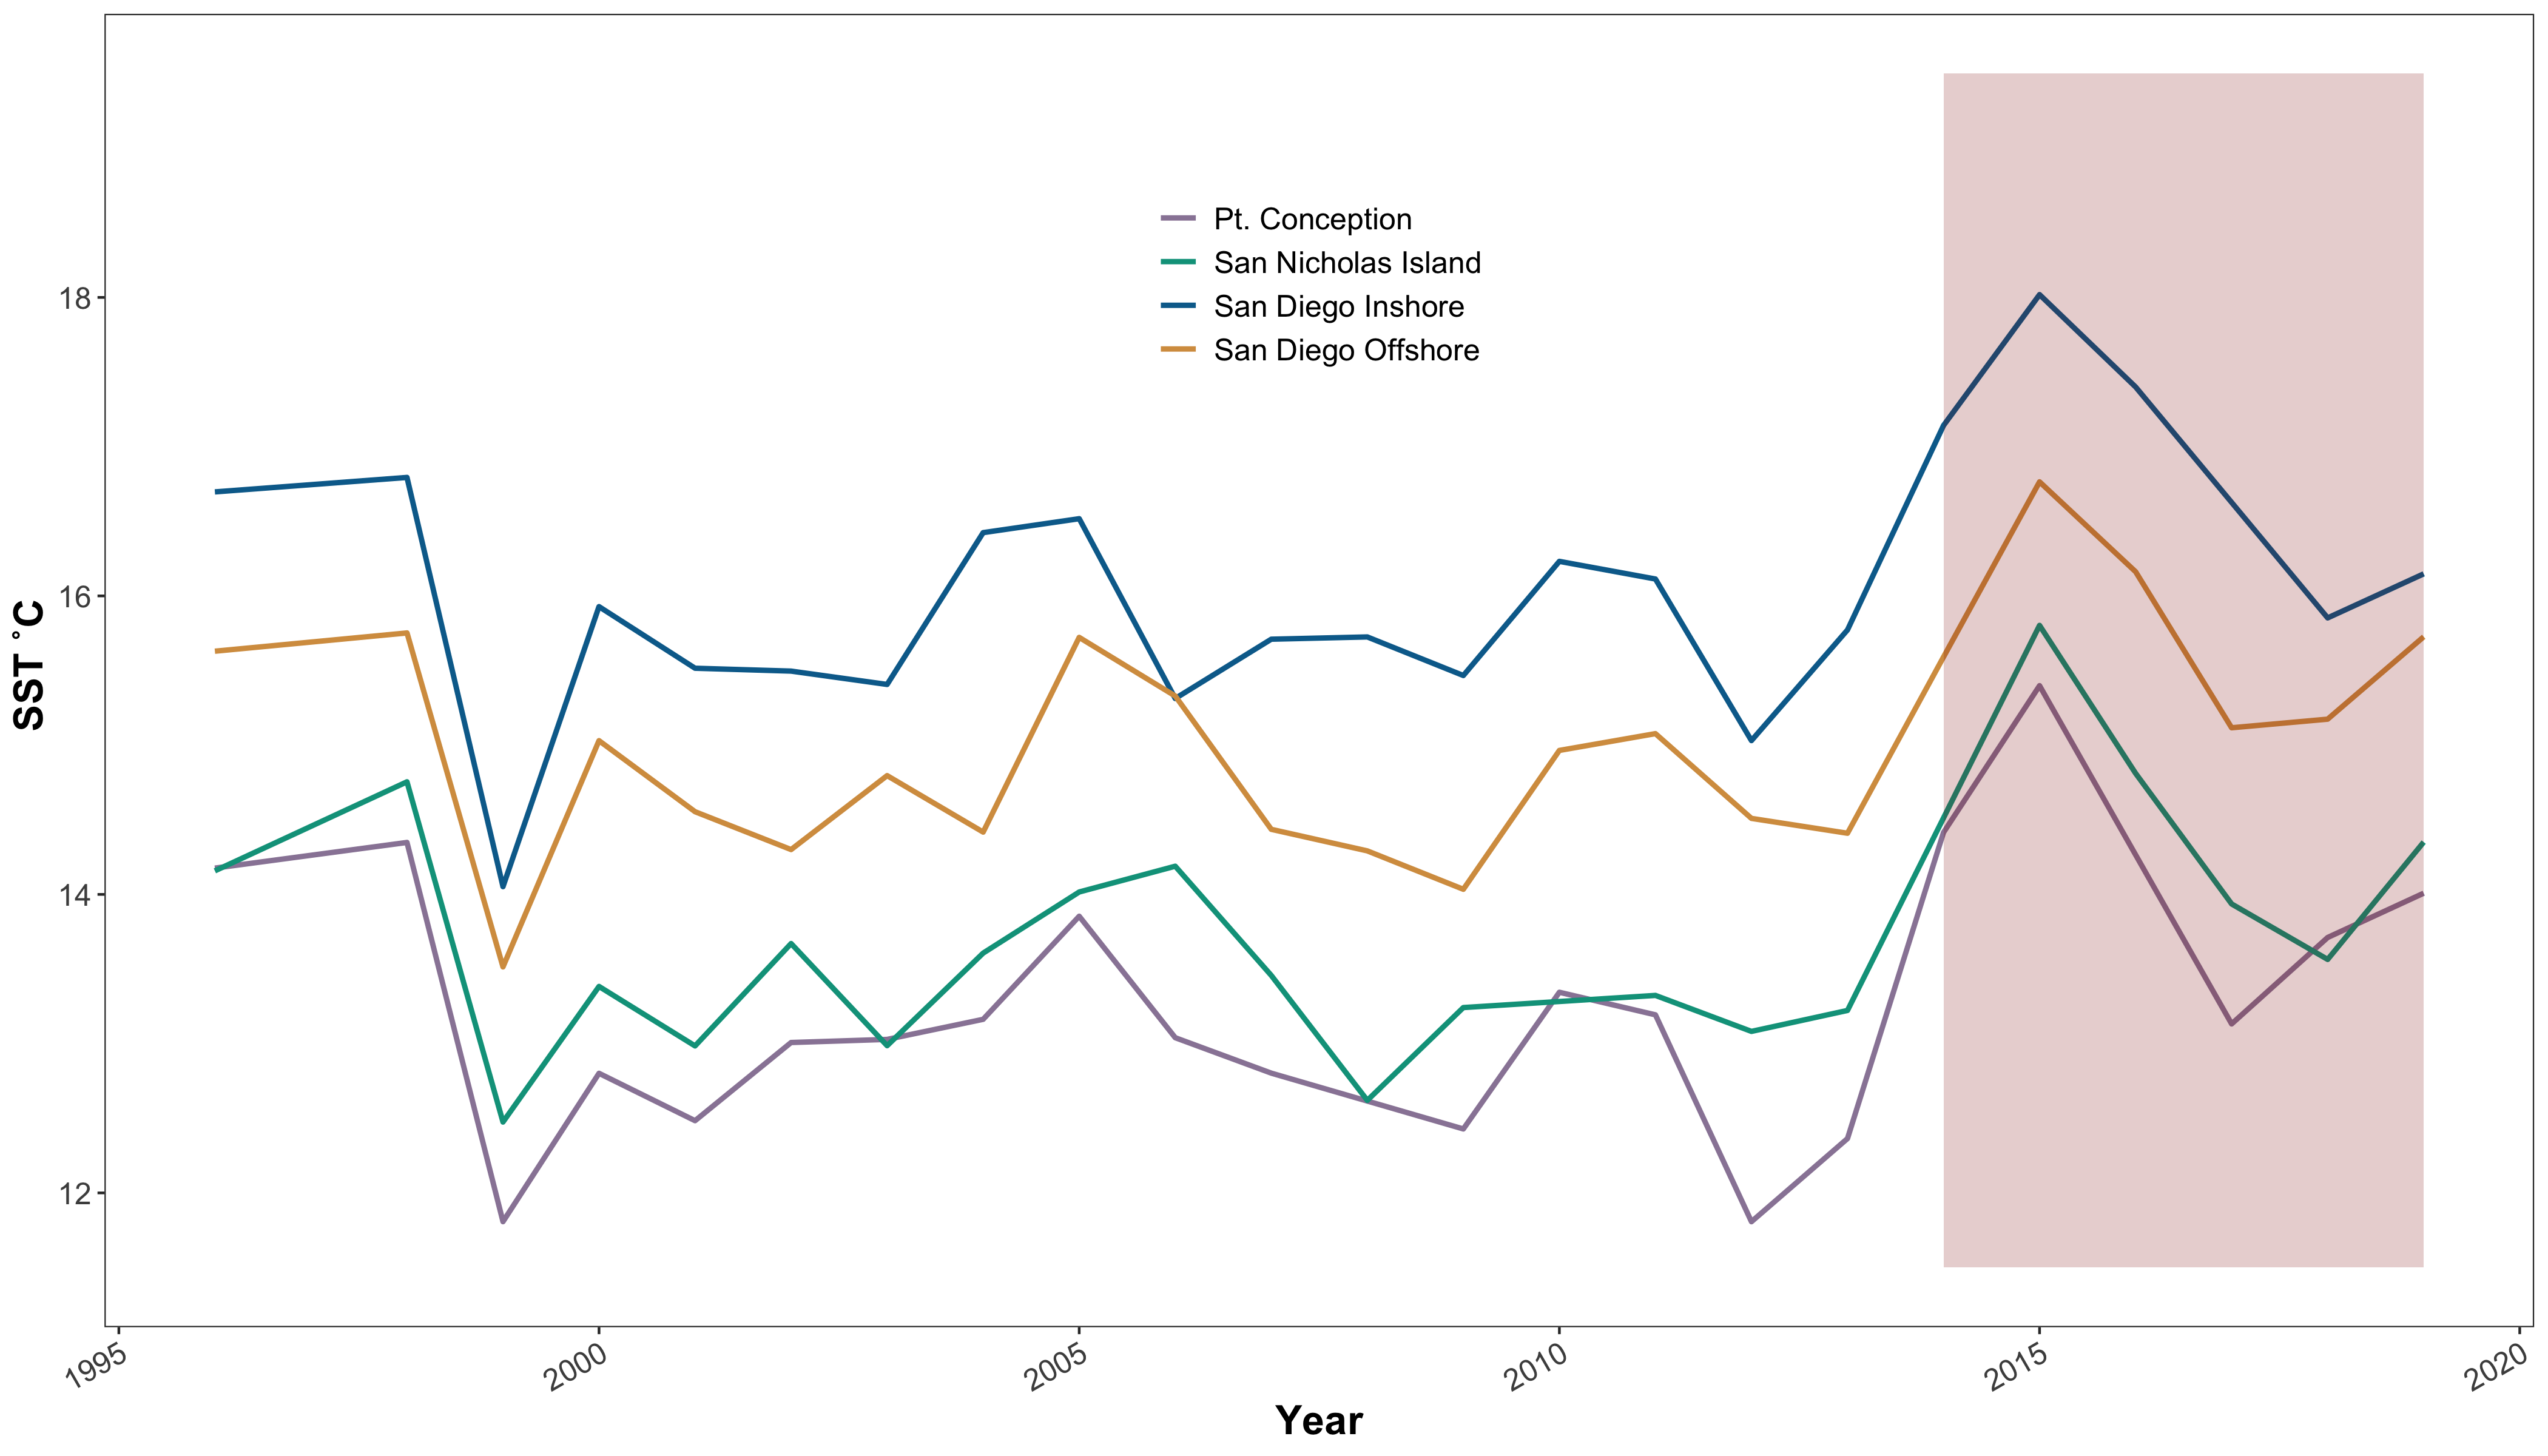 Pt. Conception
San Nicholas Island
San Diego Inshore
San Diego Offshore
18
16
14
12
SST °C
1995
2000
2005
2010
2015
2020
Year